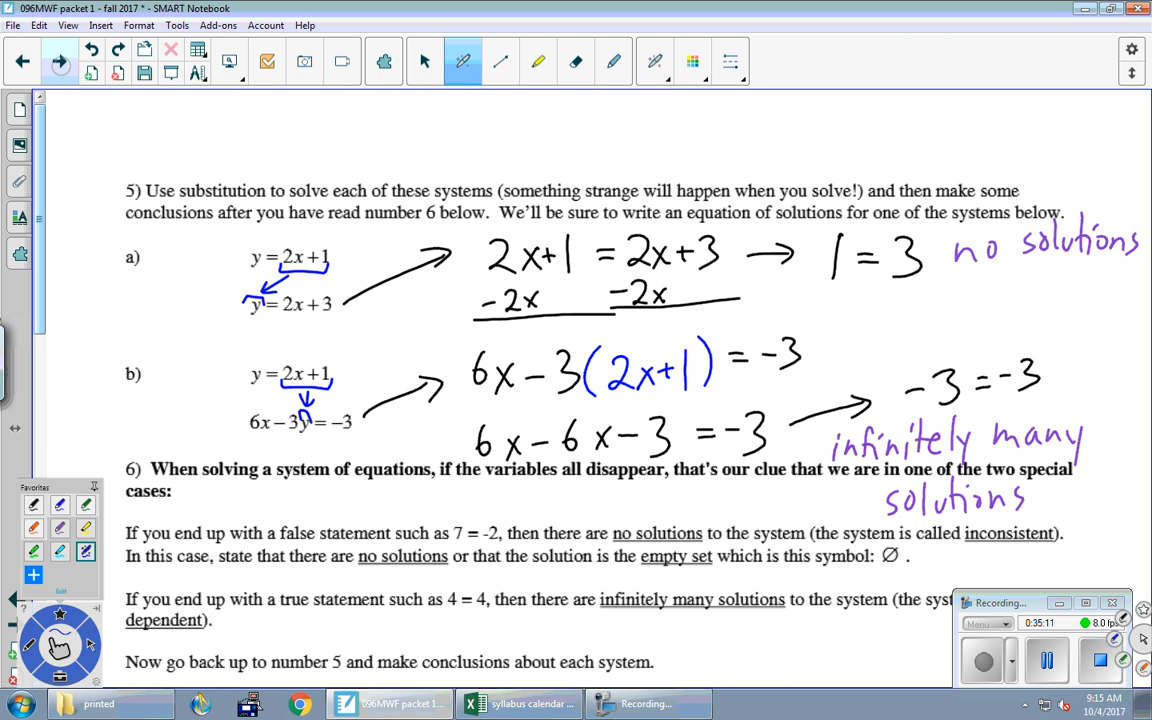 096MWF packet 1 - fall 2017 * - SMART Notebook
File Edit View Insert Format Tools Add-ons Account Help
5) Use substitution to solve each of these systems (something strange will happen when you solve!) and then make some
conclusions after you have read number 6 below. We'll be sure to write an equation of solutions for one of the systems below.
a) y = 2x + 1 2x+1 = 2x+3 → 1 = 3 no solutions
y = 2x + 3 -2x -2x
b) y = 2x + 1 6x - 3(2x+1) = -3
6x - 3y = -3 6x - 6x - 3 = -3 -3 = -3
infinitely many
solutions
6) When solving a system of equations, if the variables all disappear, that's our clue that we are in one of the two special
cases:
If you end up with a false statement such as 7 = -2, then there are no solutions to the system (the system is called inconsistent).
In this case, state that there are no solutions or that the solution is the empty set which is this symbol: ∅ .
If you end up with a true statement such as 4 = 4, then there are infinitely many solutions to the system (the syst
dependent).
Now go back up to number 5 and make conclusions about each system.
Favorites
Edit
Recording...
Menu 0:35:11 8.0 fps
printed 096MWF packet 1... syllabus calendar ... Recording... 9:15 AM
10/4/2017